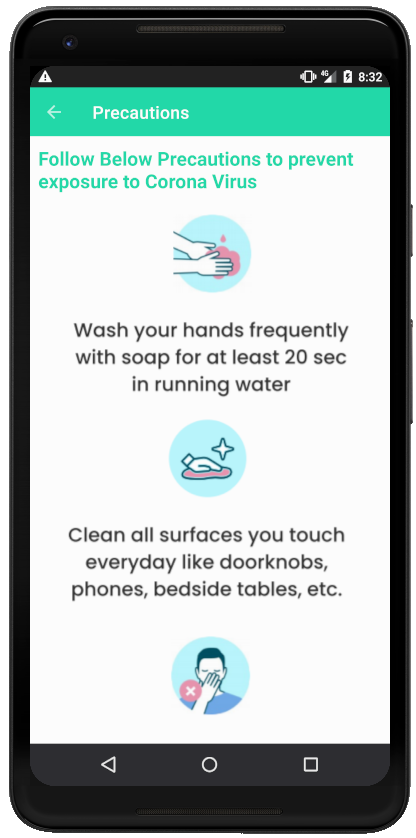 4G 8:32
Precautions
Follow Below Precautions to prevent
exposure to Corona Virus
Wash your hands frequently
with soap for at least 20 sec
in running water
Clean all surfaces you touch
everyday like doorknobs,
phones, bedside tables, etc.